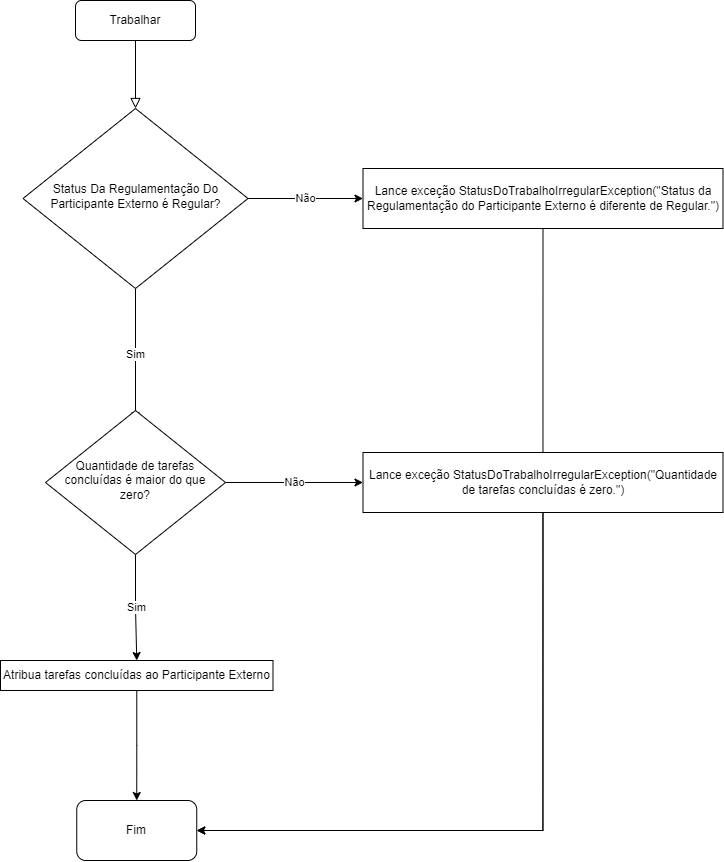 Trabalhar
Status Da Regulamentação Do
Participante Externo é Regular?
Não
Lance exceção StatusDoTrabalhoIrregularException("Status da
Regulamentação do Participante Externo é diferente de Regular.")
Sim
Quantidade de tarefas
concluídas é maior do que
zero?
Não
Lance exceção StatusDoTrabalhoIrregularException("Quantidade
de tarefas concluídas é zero.")
Sim
Atribua tarefas concluídas ao Participante Externo
Fim